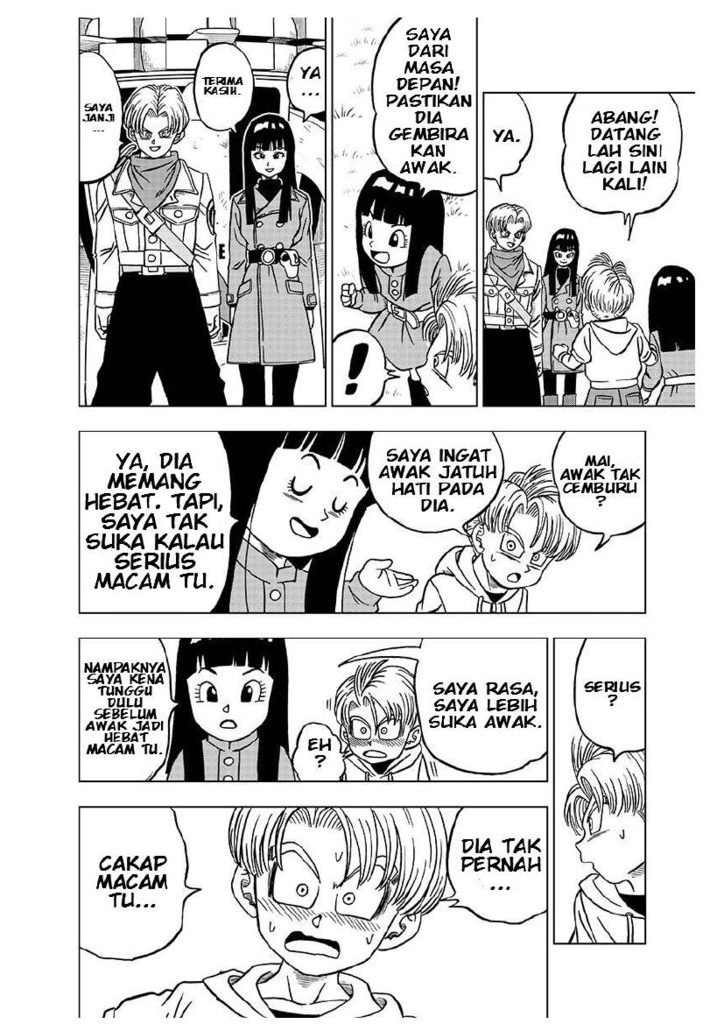 ABANG!
DATANG
LAH SINI
LAGI LAIN
KALI!
YA.
SAYA
DARI
MASA
DEPAN!
PASTIKAN
DIA
GEMBIRA
KAN
AWAK.
!
YA
...
TERIMA
KASIH.
SAYA
JANJI
...
E
MAI,
AWAK TAK
CEMBURU
?
SAYA INGAT
AWAK JATUH
HATI PADA
DIA.
YA, DIA
MEMANG
HEBAT. TAPI,
SAYA TAK
SUKA KALAU
SERIUS
MACAM TU.
SERIUS
?
SAYA RASA,
SAYA LEBIH
SUKA AWAK.
EH
?
NAMPAKNYA
SAYA KENA
TUNGGU
DULU
SEBELUM
AWAK JADI
HEBAT
MACAM TU.
DIA TAK
PERNAH
...
CAKAP
MACAM
TU...